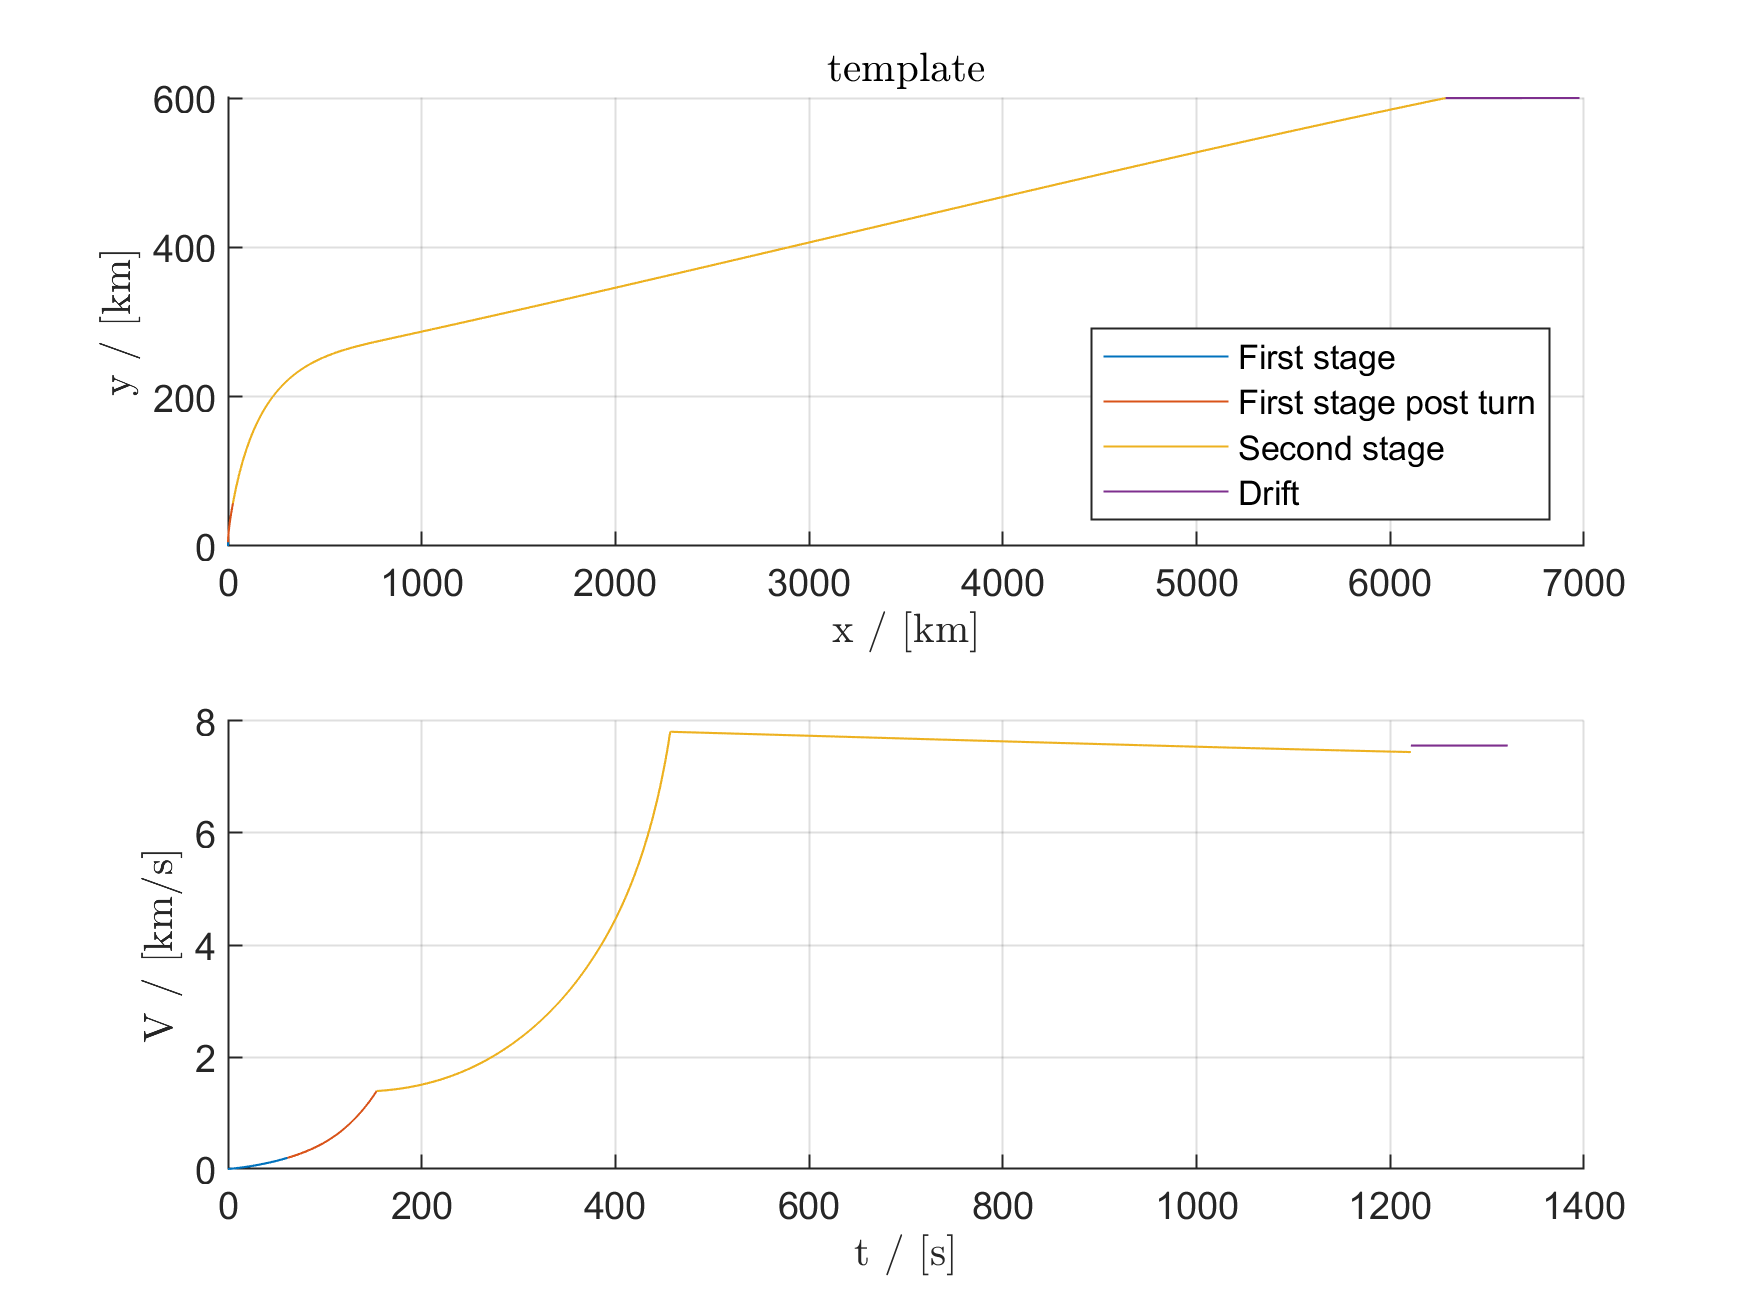 template
600
400
200
0
y / [km]
0 1000 2000 3000 4000 5000 6000 7000
x / [km]
First stage
First stage post turn
Second stage
Drift
8
6
4
2
0
V / [km/s]
0 200 400 600 800 1000 1200 1400
t / [s]